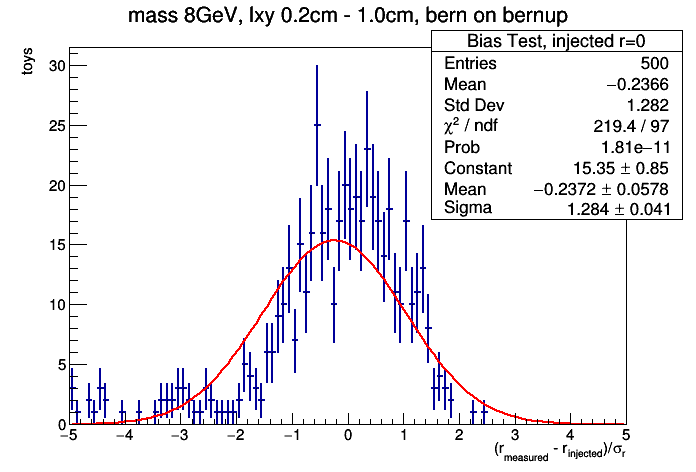 mass 8GeV, lxy 0.2cm - 1.0cm, bern on bernup
toys
Bias Test, injected r=0
Entries 500
Mean −0.2366
Std Dev 1.282
χ² / ndf 219.4 / 97
Prob 1.81e−11
Constant 15.35 ± 0.85
Mean −0.2372 ± 0.0578
Sigma 1.284 ± 0.041
30
25
20
15
10
5
0
−5 −4 −3 −2 −1 0 1 2 3 4 5
(r_measured - r_injected)/σ_r